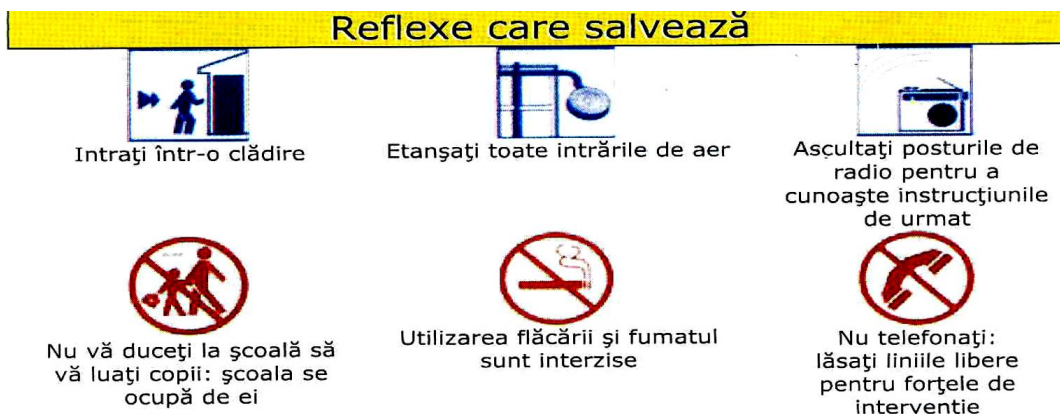 Reflexe care salvează
Intraţi într-o clădire
Etanşaţi toate intrările de aer
Ascultaţi posturile de
radio pentru a
cunoaşte instrucţiunile
de urmat
Nu vă duceţi la şcoală să
vă luaţi copii: şcoala se
ocupă de ei
Utilizarea flăcării şi fumatul
sunt interzise
Nu telefonaţi:
lăsaţi liniile libere
pentru forţele de
intervenţie